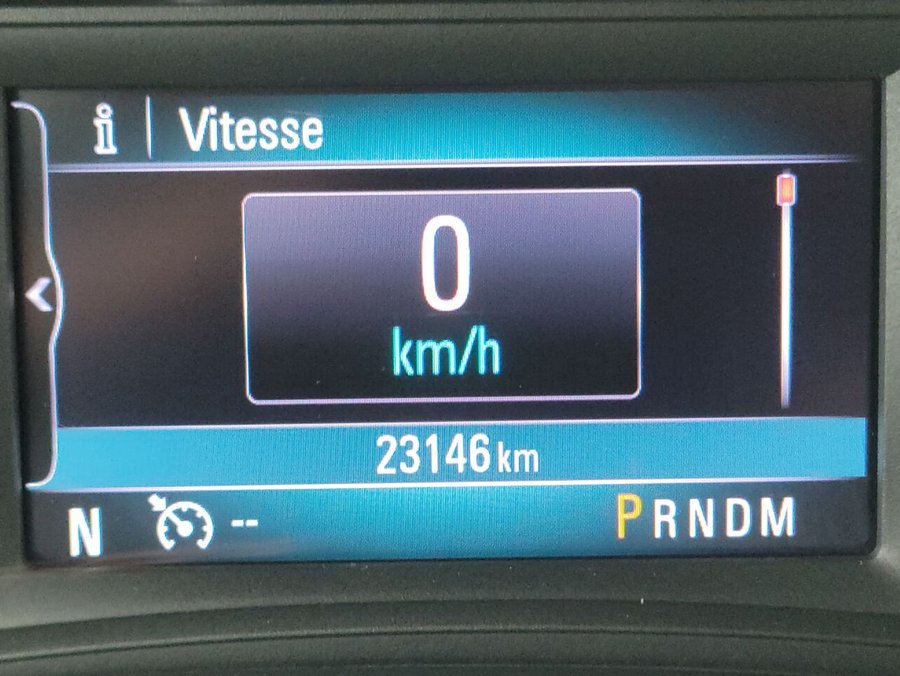 i Vitesse
0
km/h
23146 km
N -- PRNDM